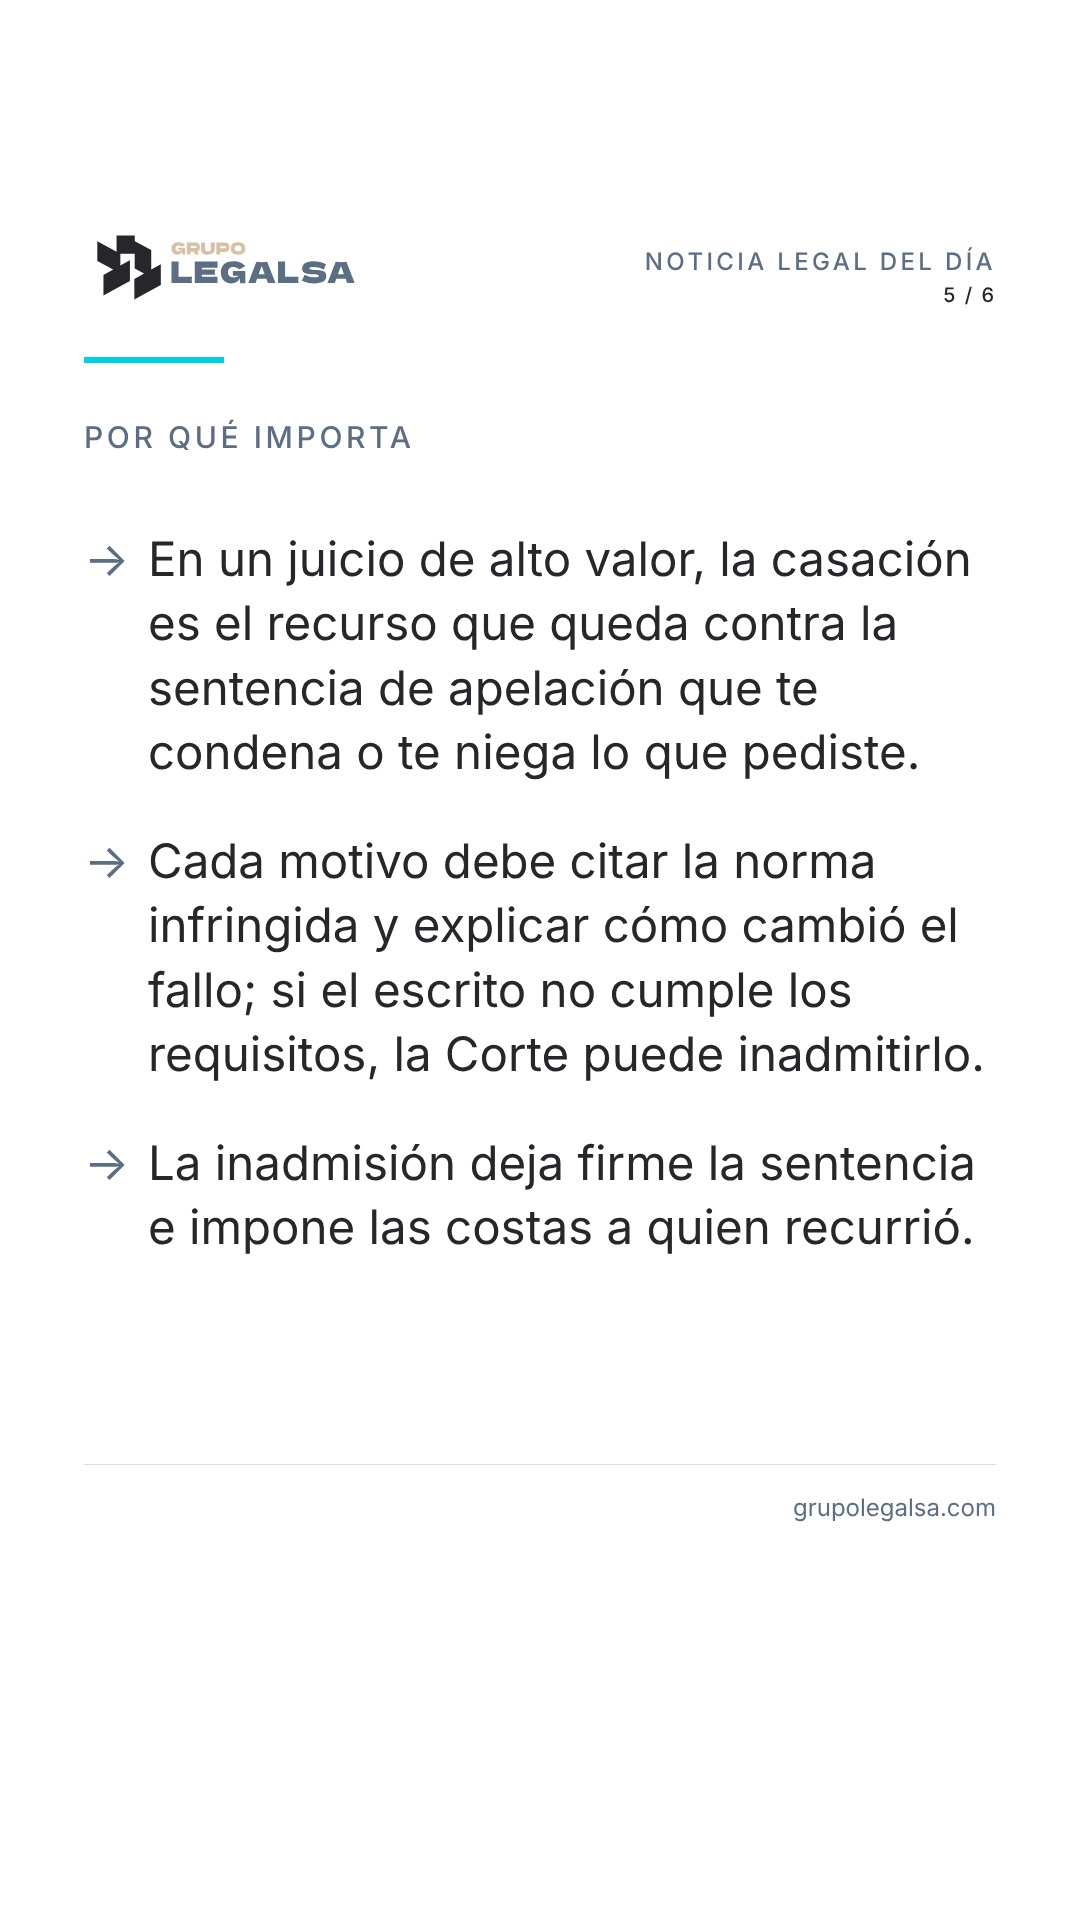 GRUPO
LEGALSA
NOTICIA LEGAL DEL DÍA
5 / 6
POR QUÉ IMPORTA
→ En un juicio de alto valor, la casación
es el recurso que queda contra la
sentencia de apelación que te
condena o te niega lo que pediste.
→ Cada motivo debe citar la norma
infringida y explicar cómo cambió el
fallo; si el escrito no cumple los
requisitos, la Corte puede inadmitirlo.
→ La inadmisión deja firme la sentencia
e impone las costas a quien recurrió.
grupolegalsa.com